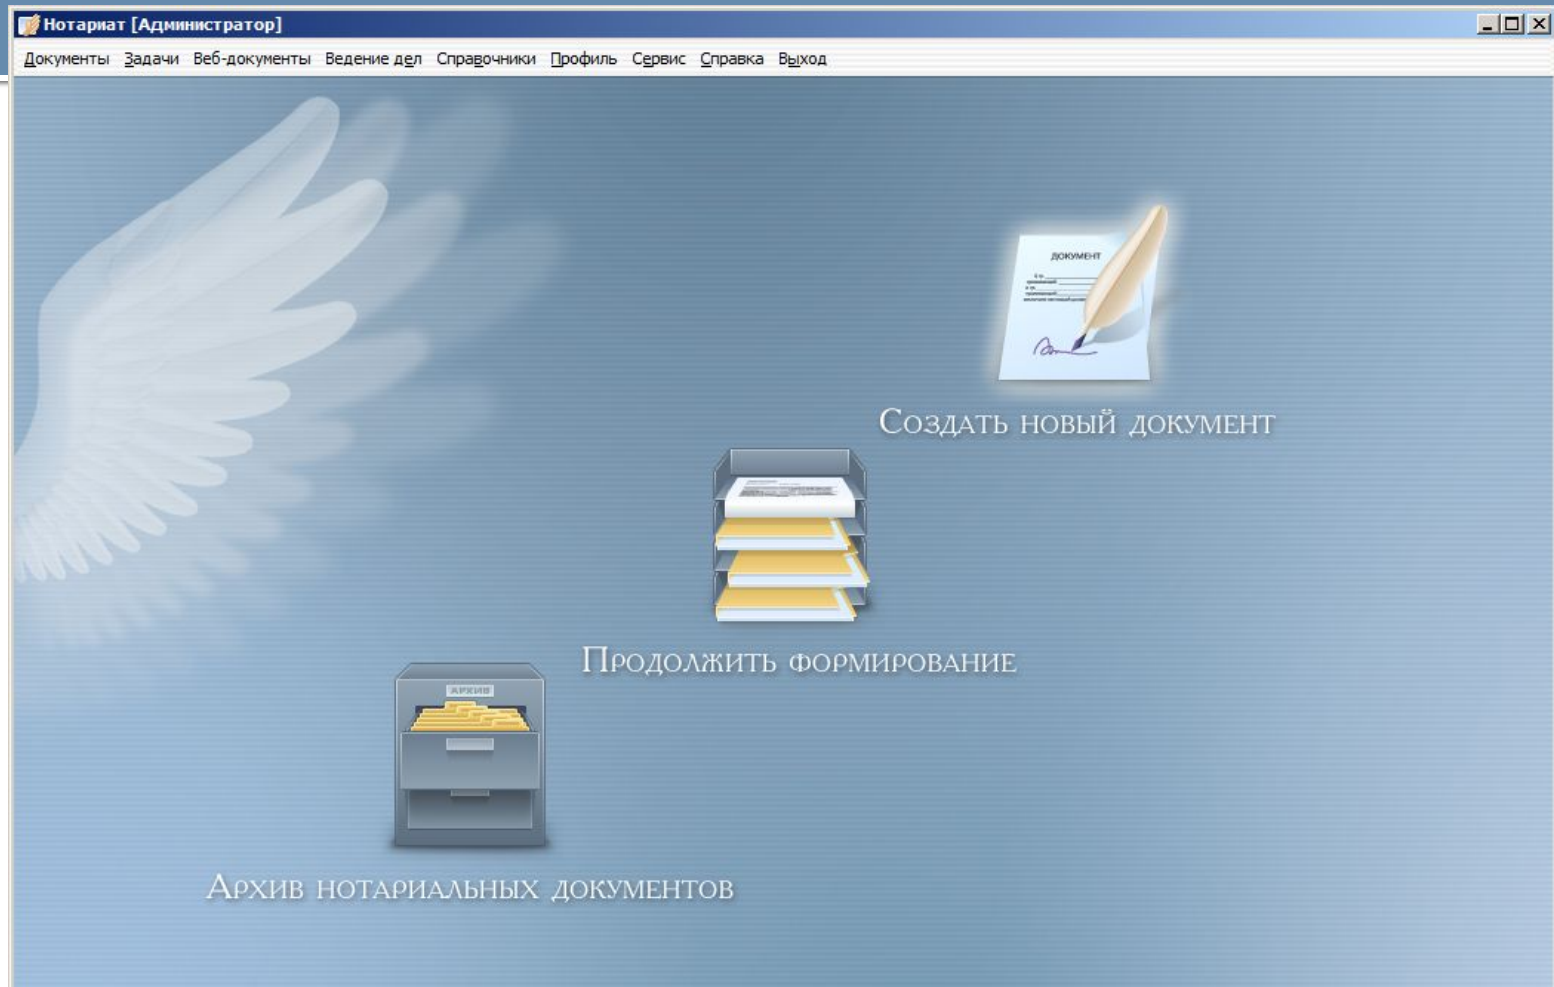 Нотариат [Администратор]
Документы Задачи Веб-документы Ведение дел Справочники Профиль Сервис Справка Выход
ДОКУМЕНТ
Создать новый документ
Продолжить формирование
АРХИВ
Архив нотариальных документов